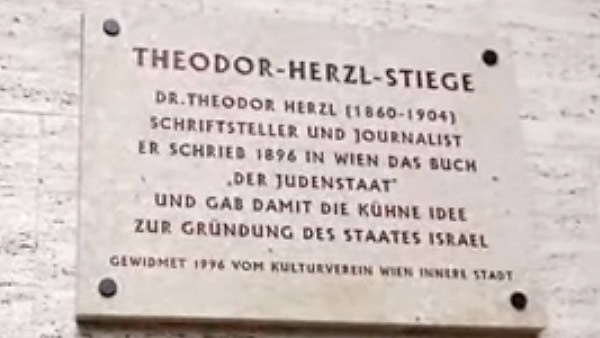 THEODOR-HERZL-STIEGE
DR. THEODOR HERZL (1860-1904)
SCHRIFTSTELLER UND JOURNALIST
ER SCHRIEB 1896 IN WIEN DAS BUCH
„DER JUDENSTAAT"
UND GAB DAMIT DIE KÜHNE IDEE
ZUR GRÜNDUNG DES STAATES ISRAEL
GEWIDMET 1996 VOM KULTURVEREIN WIEN INNERE STADT